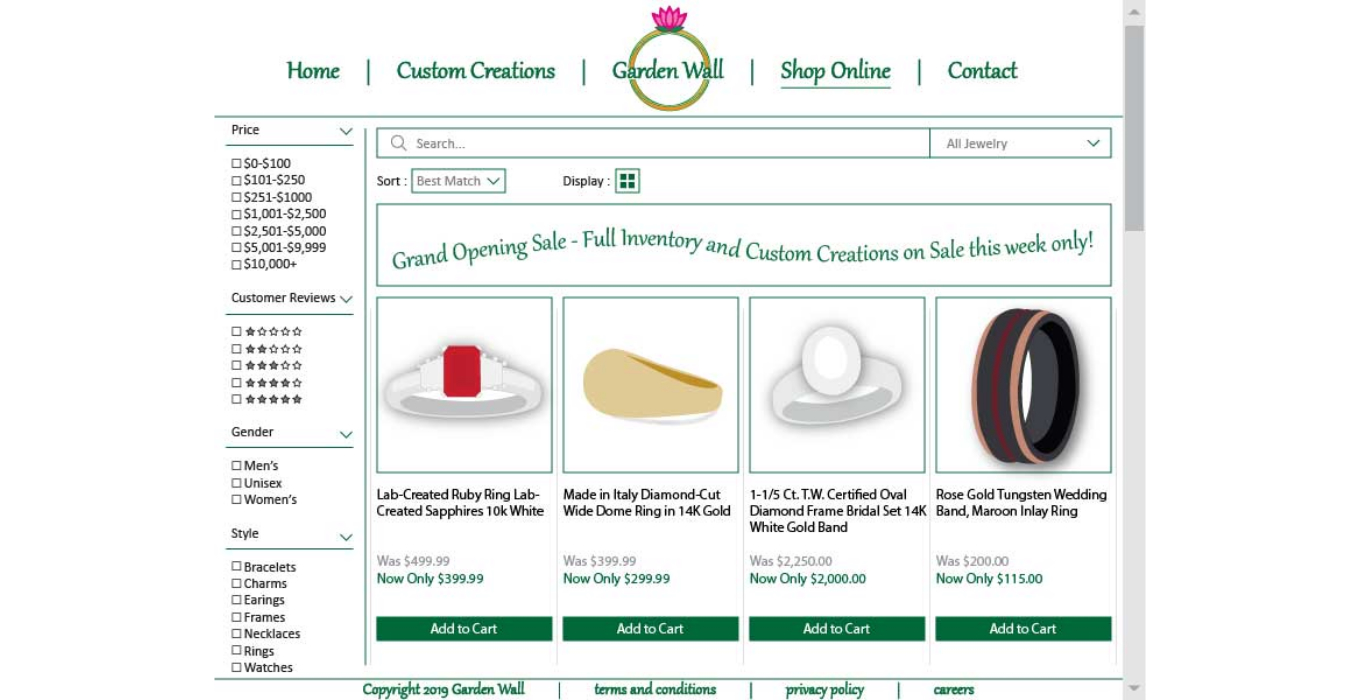 Home | Custom Creations | Garden Wall | Shop Online | Contact
Price
$0-$100
$101-$250
$251-$1000
$1,001-$2,500
$2,501-$5,000
$5,001-$9,999
$10,000+
Customer Reviews
Gender
Men's
Unisex
Women's
Style
Bracelets
Charms
Earings
Frames
Necklaces
Rings
Watches
Search...
All Jewelry
Sort : Best Match
Display :
Grand Opening Sale - Full Inventory and Custom Creations on Sale this week only!
Lab-Created Ruby Ring Lab-
Created Sapphires 10k White
Was $499.99
Now Only $399.99
Add to Cart
Made in Italy Diamond-Cut
Wide Dome Ring in 14K Gold
Was $399.99
Now Only $299.99
Add to Cart
1-1/5 Ct. T.W. Certified Oval
Diamond Frame Bridal Set 14K
White Gold Band
Was $2,250.00
Now Only $2,000.00
Add to Cart
Rose Gold Tungsten Wedding
Band, Maroon Inlay Ring
Was $200.00
Now Only $115.00
Add to Cart
Copyright 2019 Garden Wall | terms and conditions | privacy policy | careers